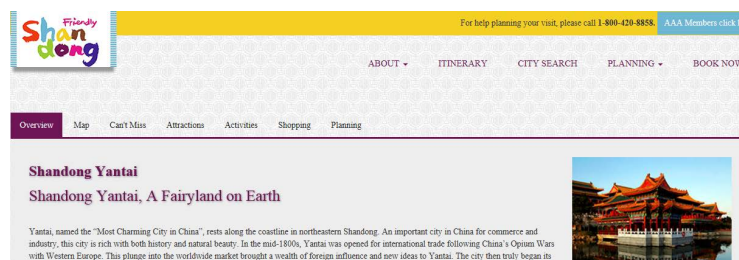 Friendly
Shan
dong
For help planning your visit, please call 1-800-420-8858.
AAA Members click
ABOUT
ITINERARY
CITY SEARCH
PLANNING
BOOK NOW
Overview
Map
Can't Miss
Attractions
Activities
Shopping
Planning
Shandong Yantai
Shandong Yantai, A Fairyland on Earth
Yantai, named the “Most Charming City in China”, rests along the coastline in northeastern Shandong. An important city in China for commerce and
industry, this city is rich with both history and natural beauty. In the mid-1800s, Yantai was opened for international trade following China’s Opium Wars
with Western Europe. This plunge into the worldwide market brought a wealth of foreign influence and new ideas to Yantai. The city then truly began its